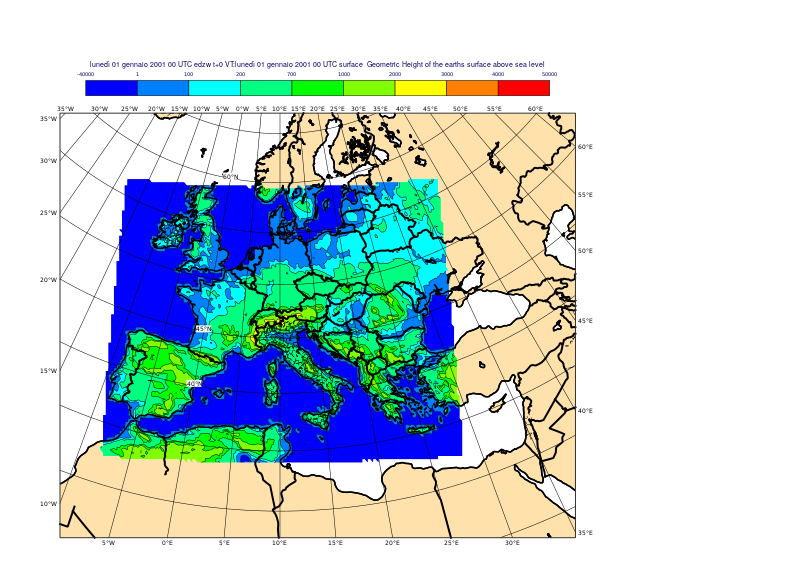 lunedì 01 gennaio 2001 00 UTC edzw t+0 VT:lunedì 01 gennaio 2001 00 UTC surface  Geometric Height of the earths surface above sea level
-40000 1 100 200 700 1000 2000 3000 4000 50000
35°W 30°W 25°W 20°W 15°W 10°W 5°W 0°W 5°E 10°E 15°E 20°E 25°E 30°E 35°E 40°E 45°E 50°E 55°E 60°E
35°W
60°E
30°W
60°N
55°E
25°W
50°E
20°W
45°E
45°N
15°W
40°N
40°E
10°W
35°E
5°W 0°E 5°E 10°E 15°E 20°E 25°E 30°E